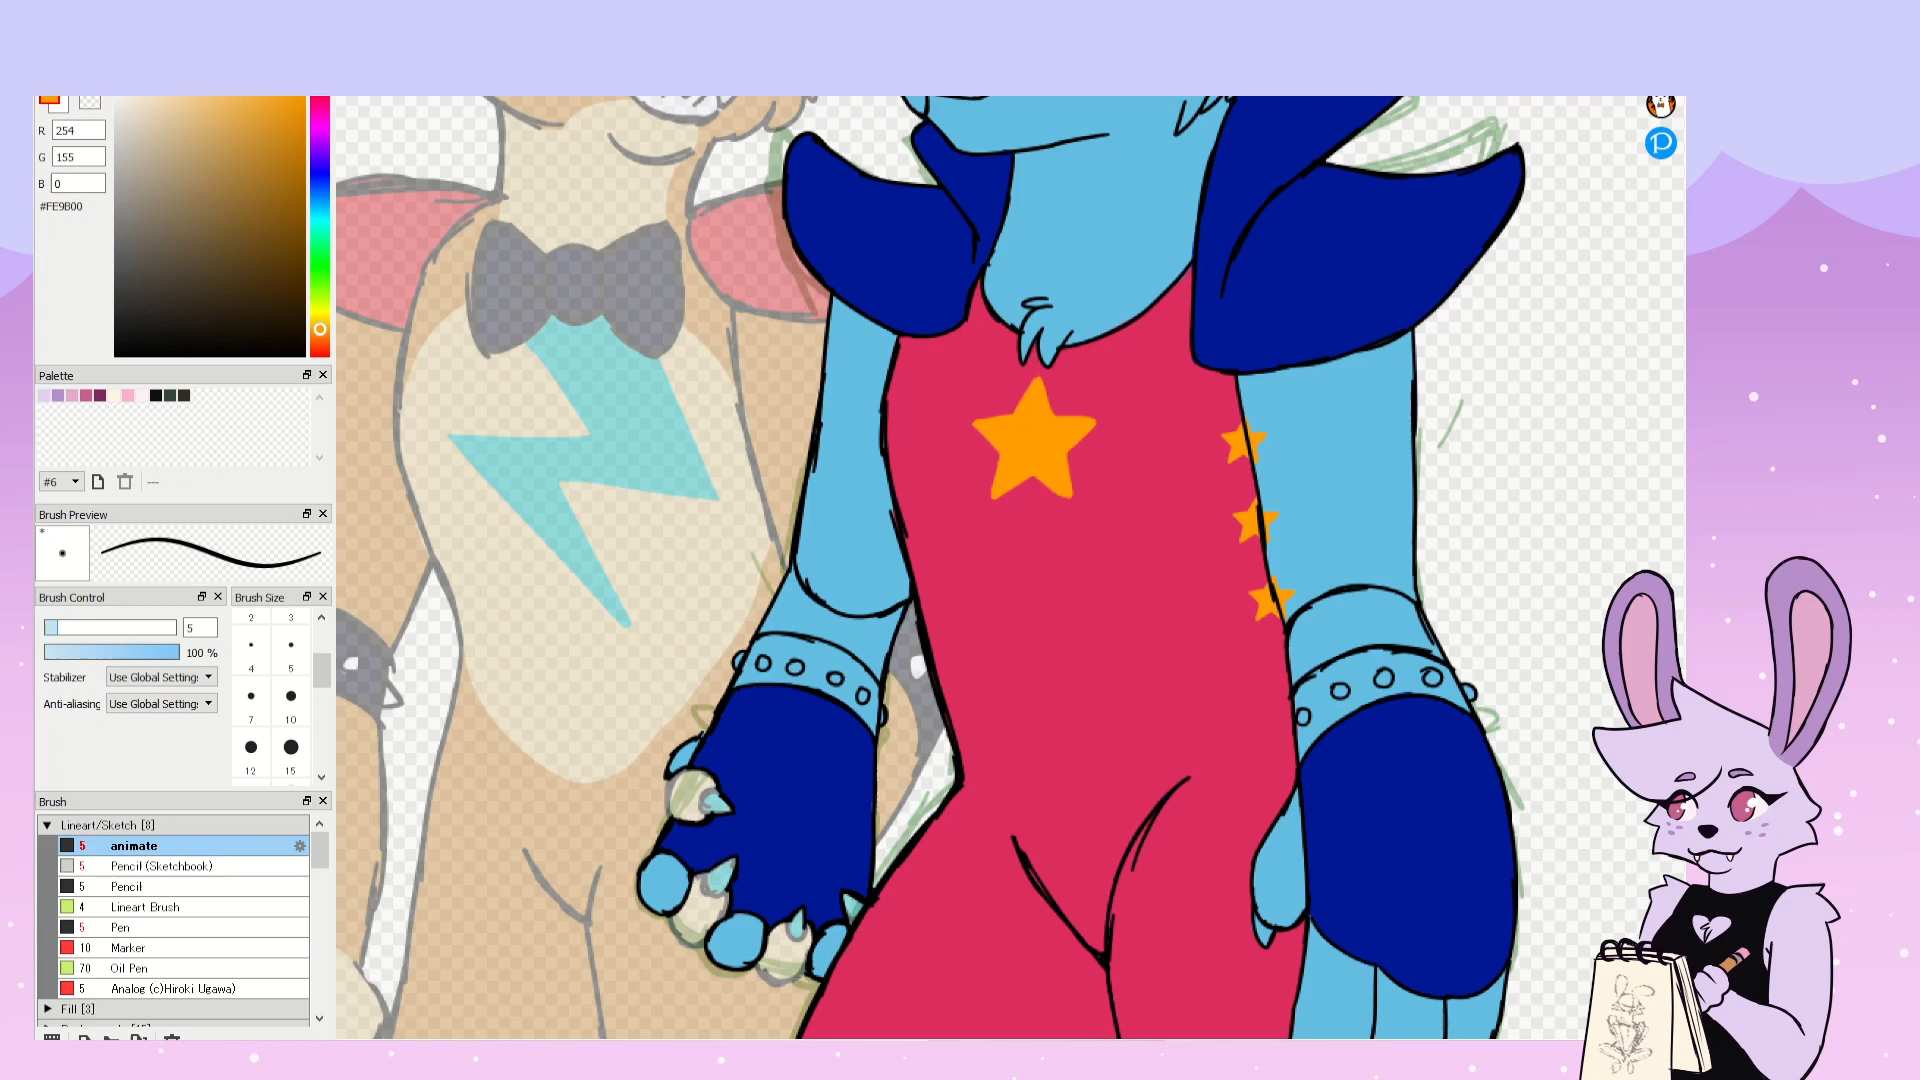 R 254
G 155
B 0
#FE9B00
Palette
#6
Brush Preview
*
Brush Control
5
100 %
Stabilizer Use Global Setting:
Anti-aliasing Use Global Setting:
Brush Size
2 3
4 5
7 10
12 15
Brush
Lineart/Sketch [8]
5 animate
5 Pencil (Sketchbook)
5 Pencil
4 Lineart Brush
5 Pen
10 Marker
70 Oil Pen
5 Analog (c)Hiroki Ugawa)
Fill [3]
P